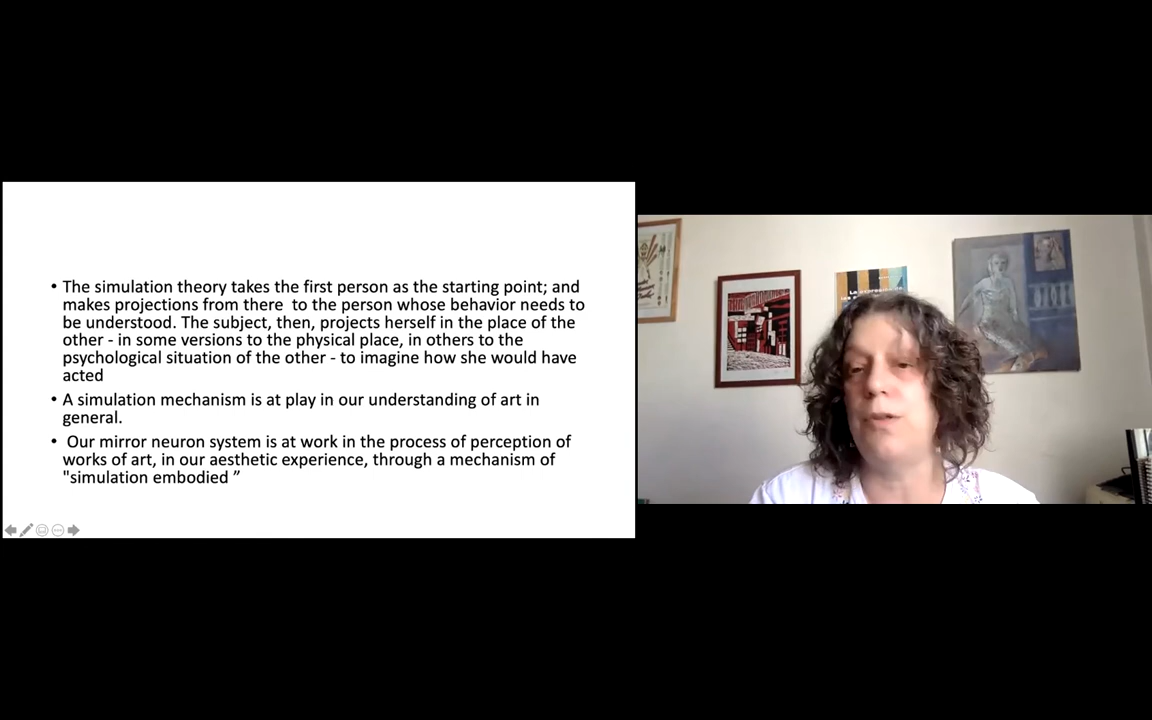 • The simulation theory takes the first person as the starting point; and
makes projections from there  to the person whose behavior needs to
be understood. The subject, then, projects herself in the place of the
other - in some versions to the physical place, in others to the
psychological situation of the other - to imagine how she would have
acted
• A simulation mechanism is at play in our understanding of art in
general.
•  Our mirror neuron system is at work in the process of perception of
works of art, in our aesthetic experience, through a mechanism of
"simulation embodied ”